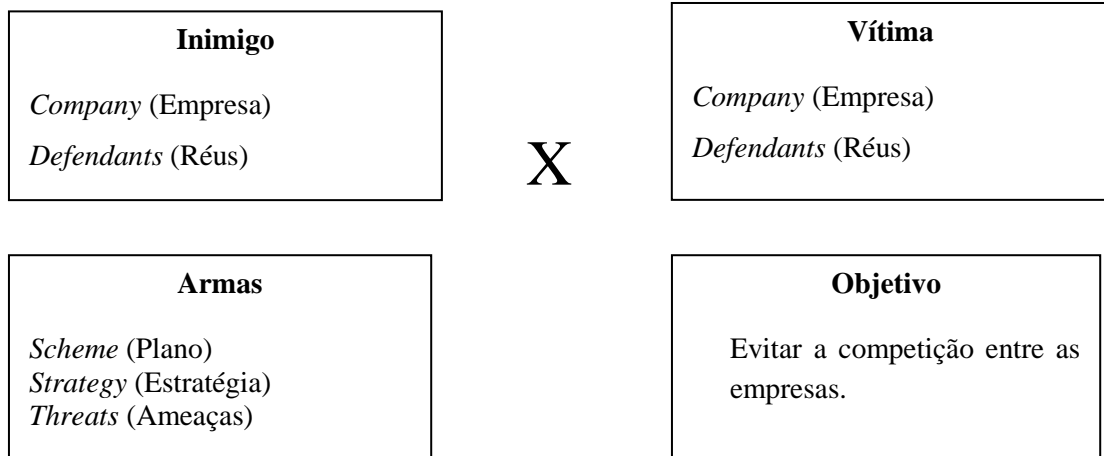 Inimigo
Company (Empresa)
Defendants (Réus)
X
Vítima
Company (Empresa)
Defendants (Réus)
Armas
Scheme (Plano)
Strategy (Estratégia)
Threats (Ameaças)
Objetivo
Evitar a competição entre as
empresas.